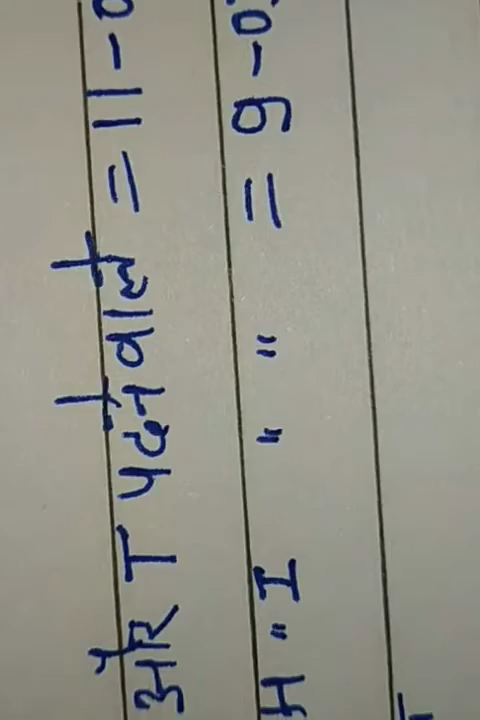 और T पढ़ने वाले = 11 -
H " I " " = 9 -